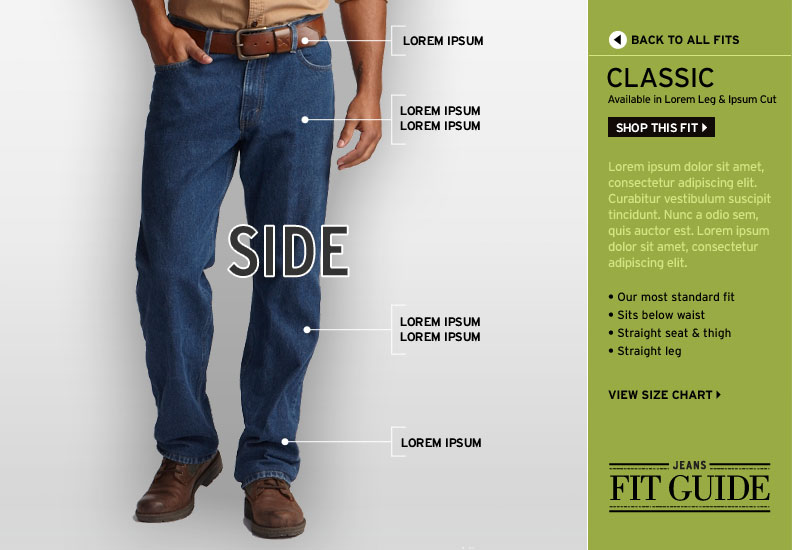 LOREM IPSUM
LOREM IPSUM
LOREM IPSUM
SIDE
LOREM IPSUM
LOREM IPSUM
LOREM IPSUM
◀ BACK TO ALL FITS
CLASSIC
Available in Lorem Leg & Ipsum Cut
SHOP THIS FIT ▶
Lorem ipsum dolor sit amet,
consectetur adipiscing elit.
Curabitur vestibulum suscipit
tincidunt. Nunc a odio sem,
quis auctor est. Lorem ipsum
dolor sit amet, consectetur
adipiscing elit.
• Our most standard fit
• Sits below waist
• Straight seat & thigh
• Straight leg
VIEW SIZE CHART ▶
JEANS
FIT GUIDE